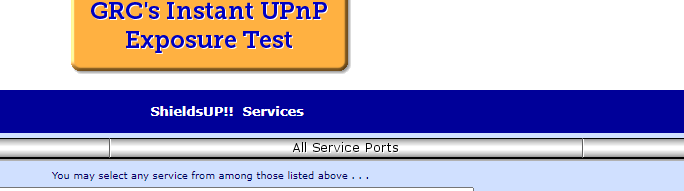 GRC's Instant UPnP
Exposure Test
ShieldsUP!! Services
All Service Ports
You may select any service from among those listed above . . .